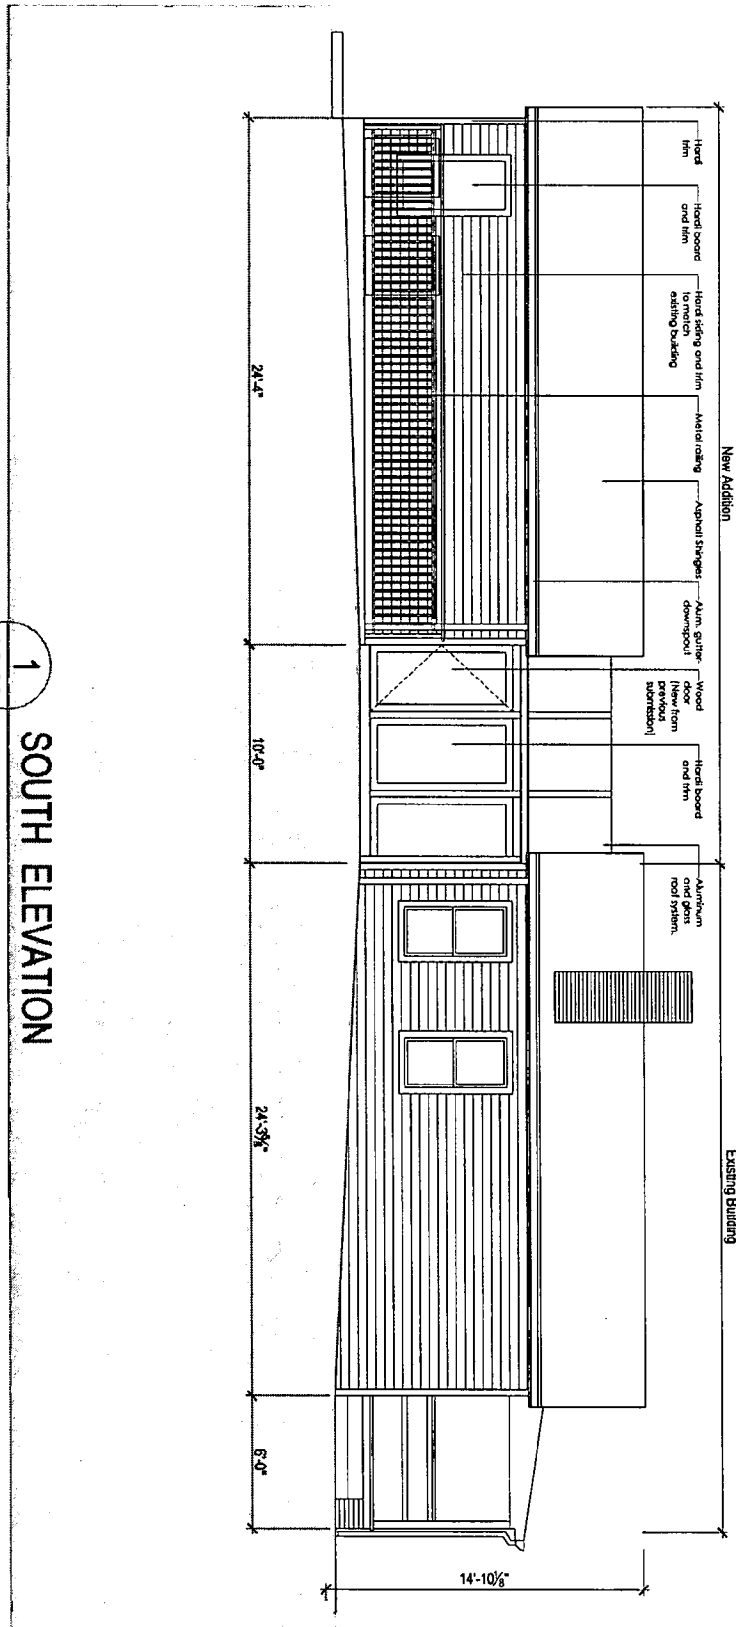 New Addition
Existing Building
Hardi
trim
Hardi board
and trim
Hardi siding and trim
to match
existing building
Metal railing
Asphalt Shingles
Alum. gutter-
downspout
Wood
door
(New from
previous
submission)
Hardi board
and trim
Aluminum
and glass
roof system.
24'-4"
10'-0"
24'-3⅝"
6'-0"
14'-10⅛"
1
SOUTH ELEVATION